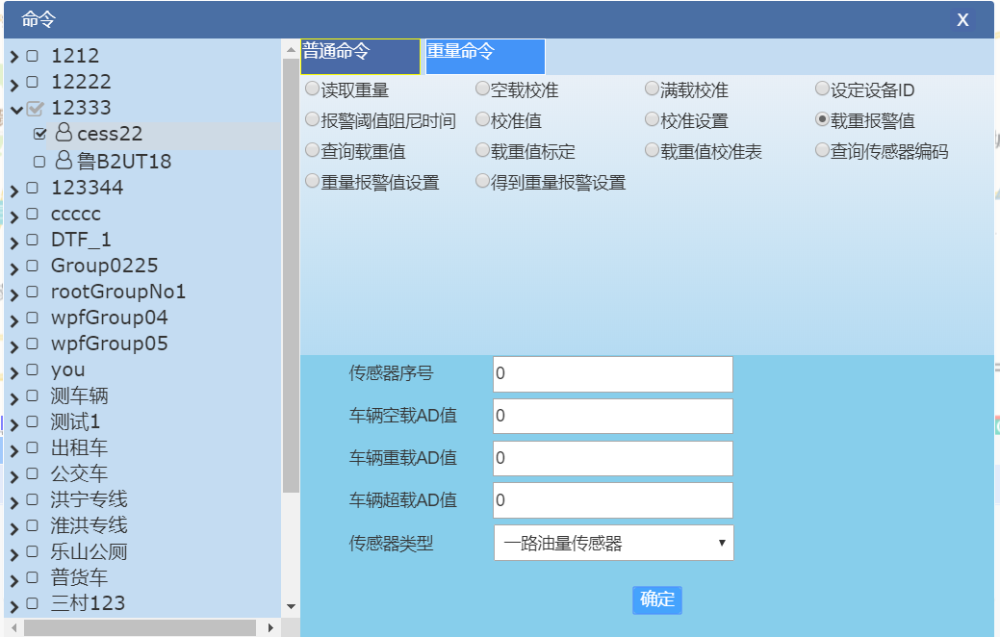 命令 X
1212
12222
12333
cess22
鲁B2UT18
123344
ccccc
DTF_1
Group0225
rootGroupNo1
wpfGroup04
wpfGroup05
you
测车辆
测试1
出租车
公交车
洪宁专线
淮洪专线
乐山公厕
普货车
三村123
普通命令 重量命令
读取重量 空载校准 满载校准 设定设备ID
报警阈值阻尼时间 校准值 校准设置 载重报警值
查询载重值 载重值标定 载重值校准表 查询传感器编码
重量报警值设置 得到重量报警设置
传感器序号 0
车辆空载AD值 0
车辆重载AD值 0
车辆超载AD值 0
传感器类型 一路油量传感器
确定